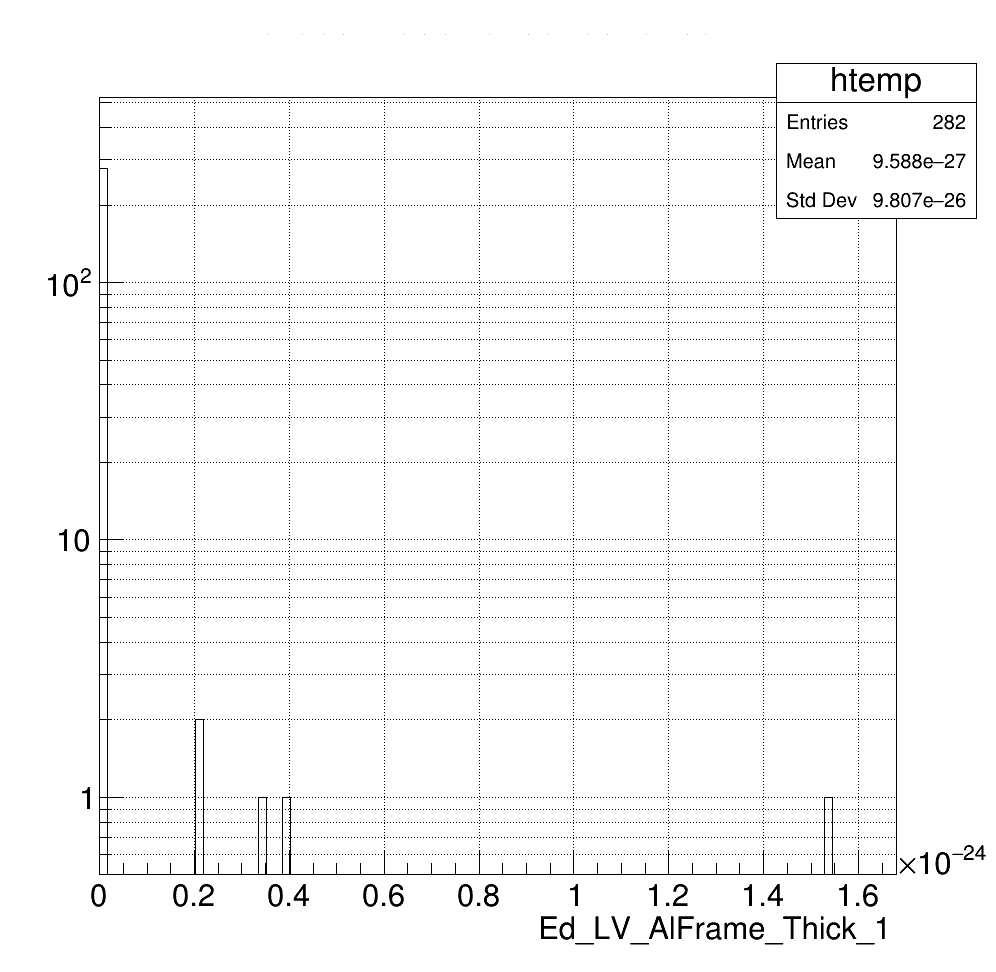 htemp
Entries 282
Mean 9.588e−27
Std Dev 9.807e−26
10²
10
1
0 0.2 0.4 0.6 0.8 1 1.2 1.4 1.6
×10⁻²⁴
Ed_LV_AlFrame_Thick_1